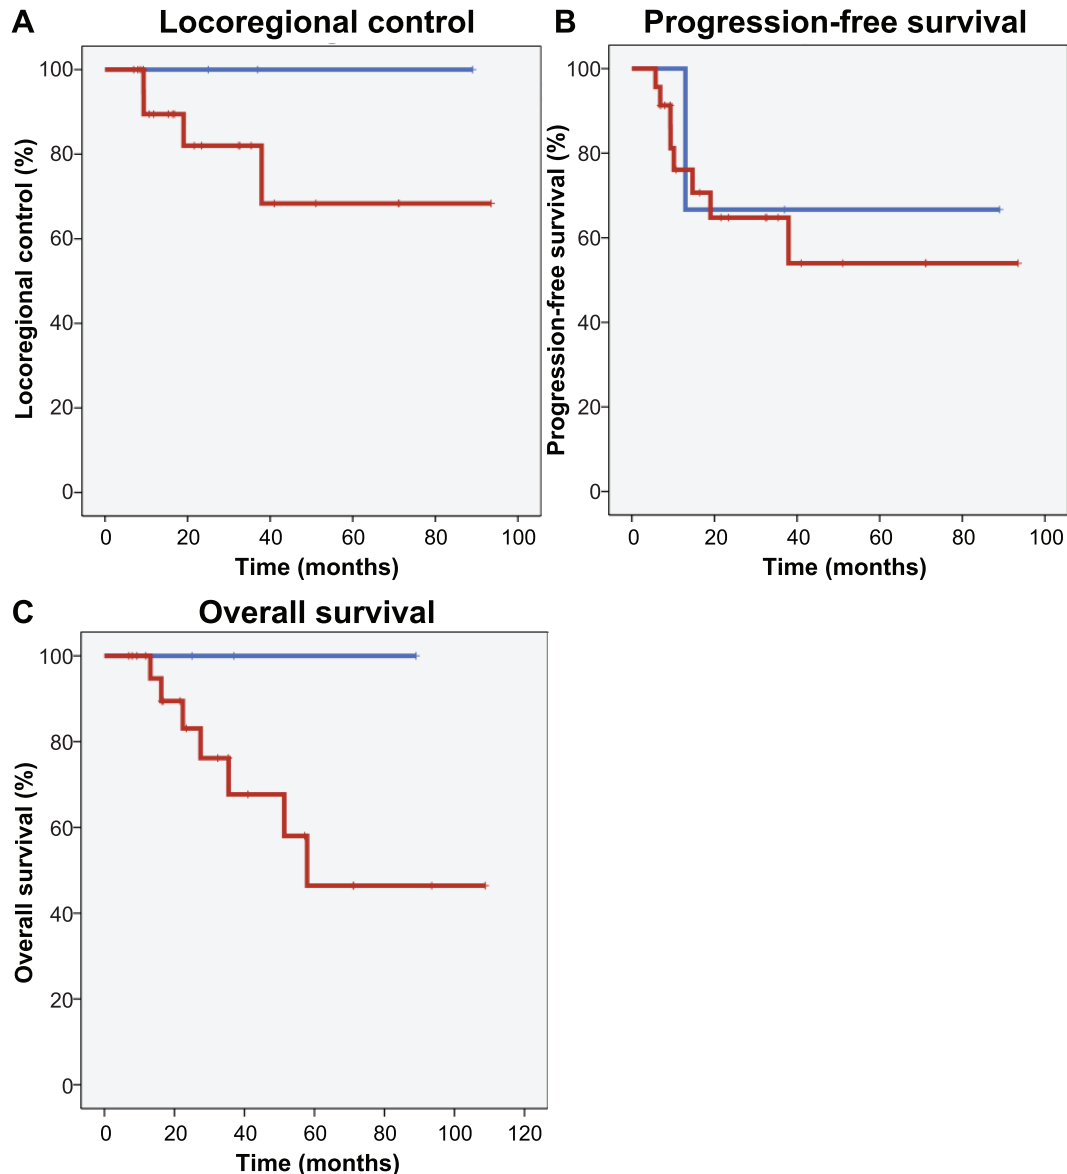 A Locoregional control
Locoregional control (%)
100
80
60
40
20
0
0 20 40 60 80 100
Time (months)
B Progression-free survival
Progression-free survival (%)
100
80
60
40
20
0
0 20 40 60 80 100
Time (months)
C Overall survival
Overall survival (%)
100
80
60
40
20
0
0 20 40 60 80 100 120
Time (months)